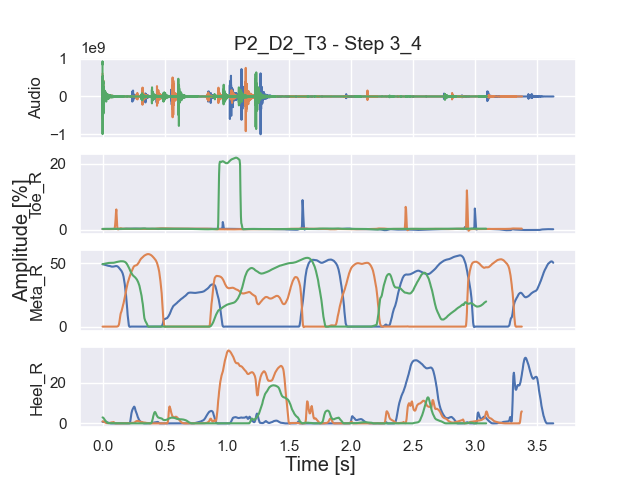 P2_D2_T3 - Step 3_4
1e9
1
0
−1
Audio
20
0
Toe_R
Amplitude [%]
50
0
Meta_R
20
0
Heel_R
0.0 0.5 1.0 1.5 2.0 2.5 3.0 3.5
Time [s]